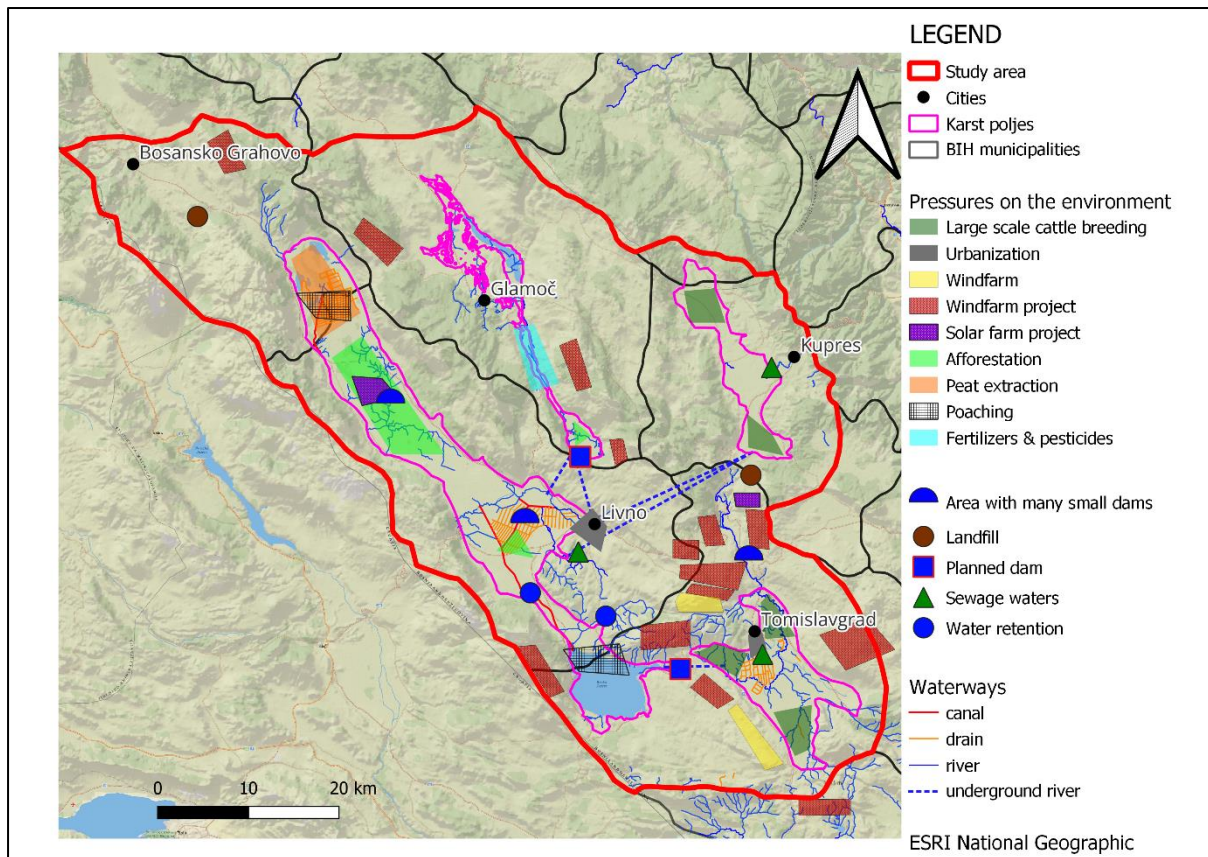 LEGEND
Study area
Cities
Karst poljes
BIH municipalities
Pressures on the environment
Large scale cattle breeding
Urbanization
Windfarm
Windfarm project
Solar farm project
Afforestation
Peat extraction
Poaching
Fertilizers & pesticides
Area with many small dams
Landfill
Planned dam
Sewage waters
Water retention
Waterways
canal
drain
river
underground river
ESRI National Geographic
Bosansko Grahovo
Glamoč
Kupres
Livno
Tomislavgrad
0 10 20 km